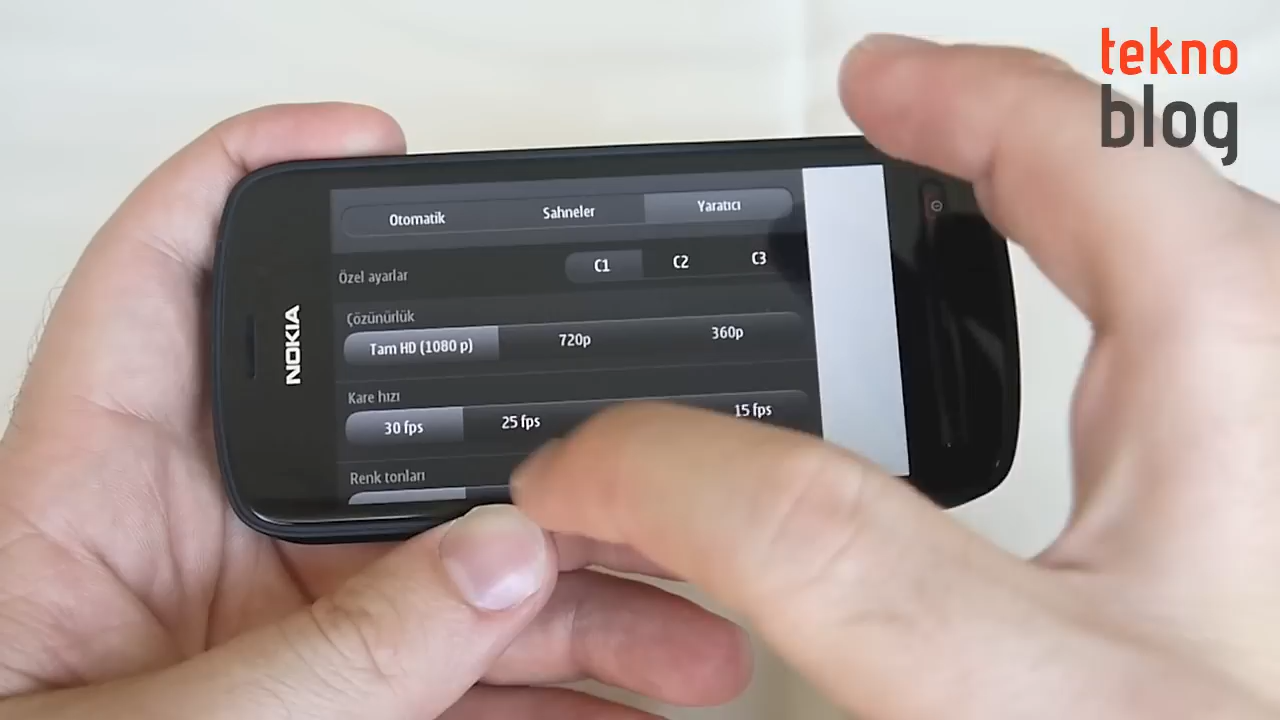 tekno
blog
NOKIA
Otomatik Sahneler Yaratıcı
Özel ayarlar C1 C2 C3
Çözünürlük
Tam HD (1080 p) 720p 360p
Kare hızı
30 fps 25 fps 15 fps
Renk tonları